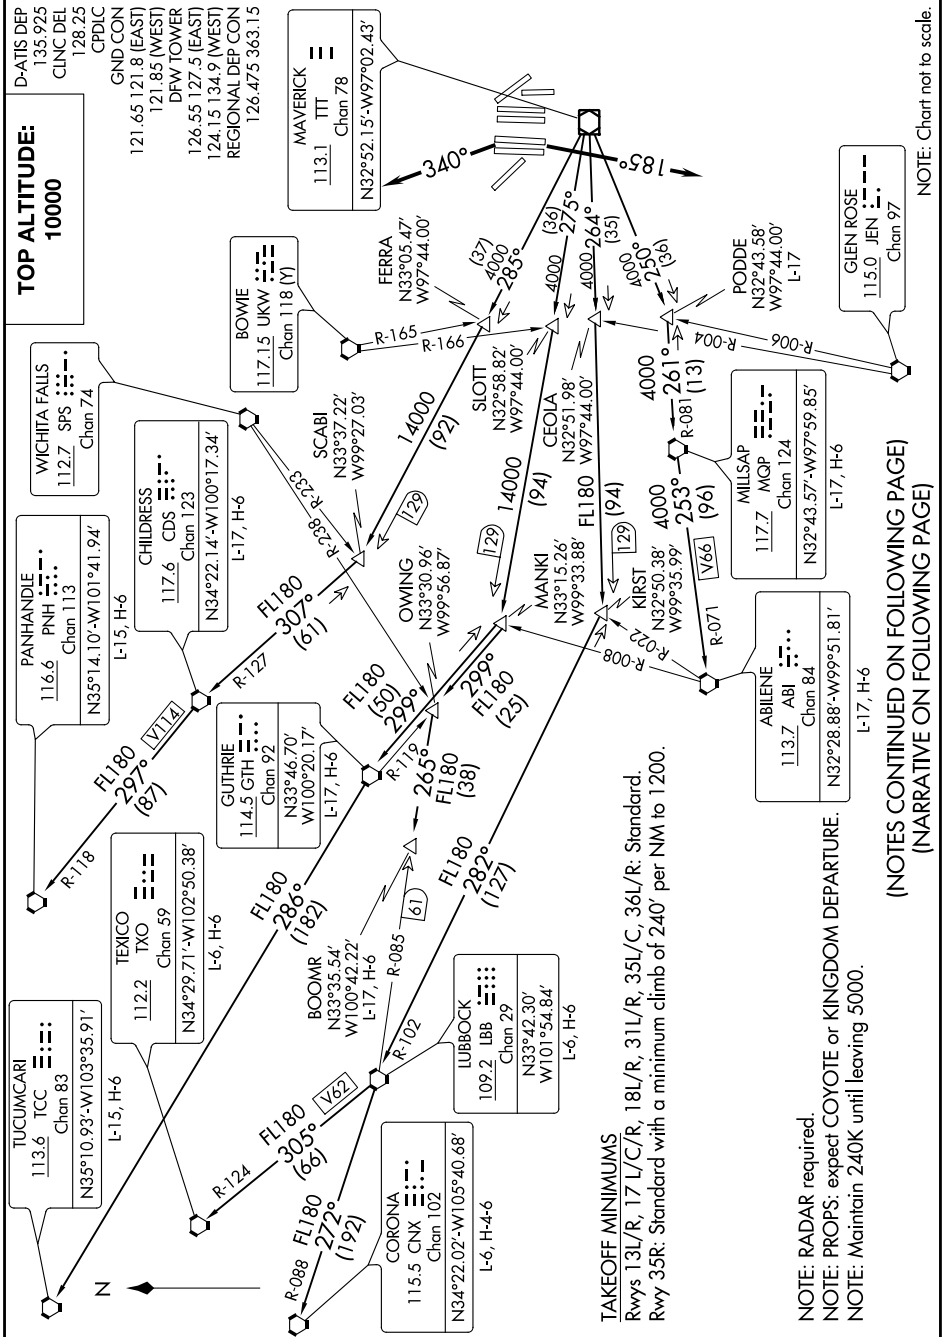 TOP ALTITUDE:
10000
D-ATIS DEP
135.925
CLNC DEL
128.25
CPDLC
GND CON
121.65 121.8 (EAST)
121.85 (WEST)
DFW TOWER
126.55 127.5 (EAST)
124.15 134.9 (WEST)
REGIONAL DEP CON
126.475 363.15
TUCUMCARI
113.6 TCC
Chan 83
N35°10.93'-W103°35.91'
L-15, H-6
TEXICO
112.2 TXO
Chan 59
N34°29.71'-W102°50.38'
L-6, H-6
PANHANDLE
116.6 PNH
Chan 113
N35°14.10'-W101°41.94'
L-15, H-6
CHILDRESS
117.6 CDS
Chan 123
N34°22.14'-W100°17.34'
L-17, H-6
WICHITA FALLS
112.7 SPS
Chan 74
BOWIE
117.15 UKW
Chan 118 (Y)
MAVERICK
113.1 TTT
Chan 78
N32°52.15'-W97°02.43'
GUTHRIE
114.5 GTH
Chan 92
N33°46.70'
W100°20.17'
L-17, H-6
LUBBOCK
109.2 LBB
Chan 29
N33°42.30'
W101°54.84'
L-6, H-6
CORONA
115.5 CNX
Chan 102
N34°22.02'-W105°40.68'
L-6, H-4-6
ABILENE
113.7 ABI
Chan 84
N32°28.88'-W99°51.81'
L-17, H-6
MILLSAP
117.7 MQP
Chan 124
N32°43.57'-W97°59.85'
L-17, H-6
GLEN ROSE
115.0 JEN
Chan 97
FERRA
N33°05.47'
W97°44.00'
SLOTT
N32°58.82'
W97°44.00'
CEOLA
N32°51.98'
W97°44.00'
PODDE
N32°43.58'
W97°44.00'
L-17
SCABI
N33°37.22'
W99°27.03'
OWING
N33°30.96'
W99°56.87'
MANKI
N33°15.26'
W99°33.88'
KIRST
N32°50.38'
W99°35.99'
BOOMR
N33°35.54'
W100°42.22'
L-17, H-6
340°
185°
(37)
4000
285°
(36)
4000
275°
4000
264°
(35)
4000
250°
(36)
R-165
R-166
R-004
R-006
14000
(92)
129
14000
(94)
129
FL180
(94)
129
4000
261°
(13)
R-081
4000
253°
(96)
V66
R-071
R-008
R-022
R-233
R-238
FL180
307°
(61)
R-127
FL180
V114
297°
(87)
R-118
FL180
(50)
299°
299°
FL180
(25)
R-119
265°
FL180
(38)
R-085
61
FL180
286°
(182)
FL180
282°
(127)
R-102
FL180
V62
305°
(66)
R-124
FL180
272°
(192)
R-088
N
TAKEOFF MINIMUMS
Rwys 13L/R, 17 L/C/R, 18L/R, 31L/R, 35L/C, 36L/R: Standard.
Rwy 35R: Standard with a minimum climb of 240' per NM to 1200.
NOTE: RADAR required.
NOTE: PROPS: expect COYOTE or KINGDOM DEPARTURE.
NOTE: Maintain 240K until leaving 5000.
(NOTES CONTINUED ON FOLLOWING PAGE)
(NARRATIVE ON FOLLOWING PAGE)
NOTE: Chart not to scale.